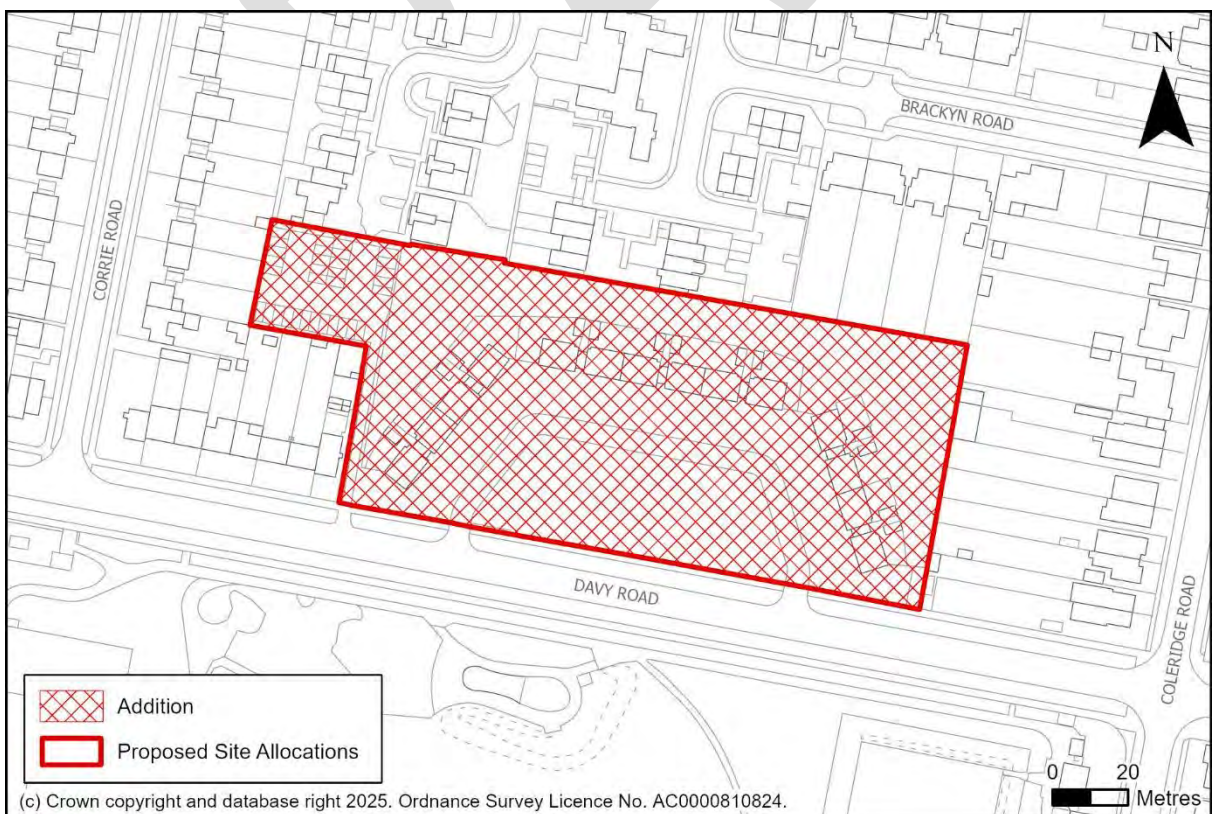 N
BRACKYN ROAD
CORRIE ROAD
DAVY ROAD
COLERIDGE ROAD
Addition
Proposed Site Allocations
0 20
Metres
(c) Crown copyright and database right 2025. Ordnance Survey Licence No. AC0000810824.